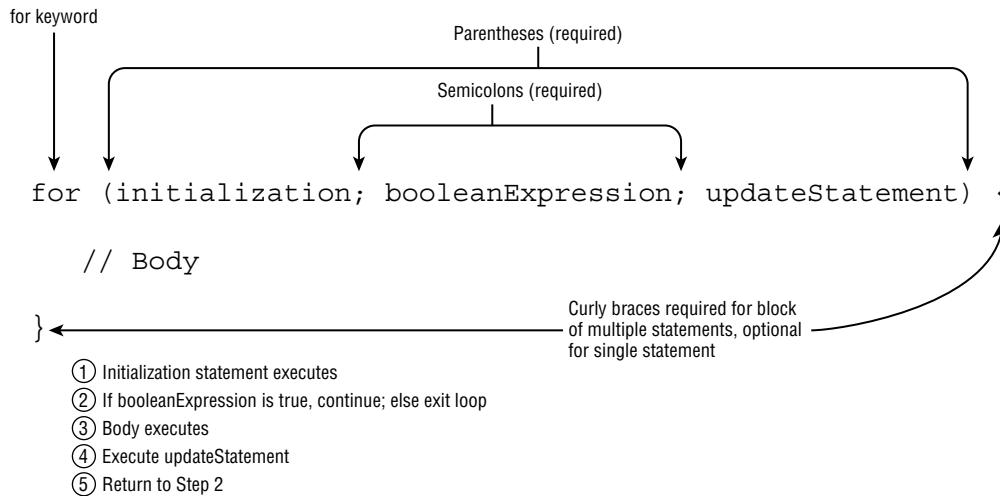 for keyword
Parentheses (required)
Semicolons (required)
for (initialization; booleanExpression; updateStatement)
// Body
}
Curly braces required for block
of multiple statements, optional
for single statement
1 Initialization statement executes
2 If booleanExpression is true, continue; else exit loop
3 Body executes
4 Execute updateStatement
5 Return to Step 2